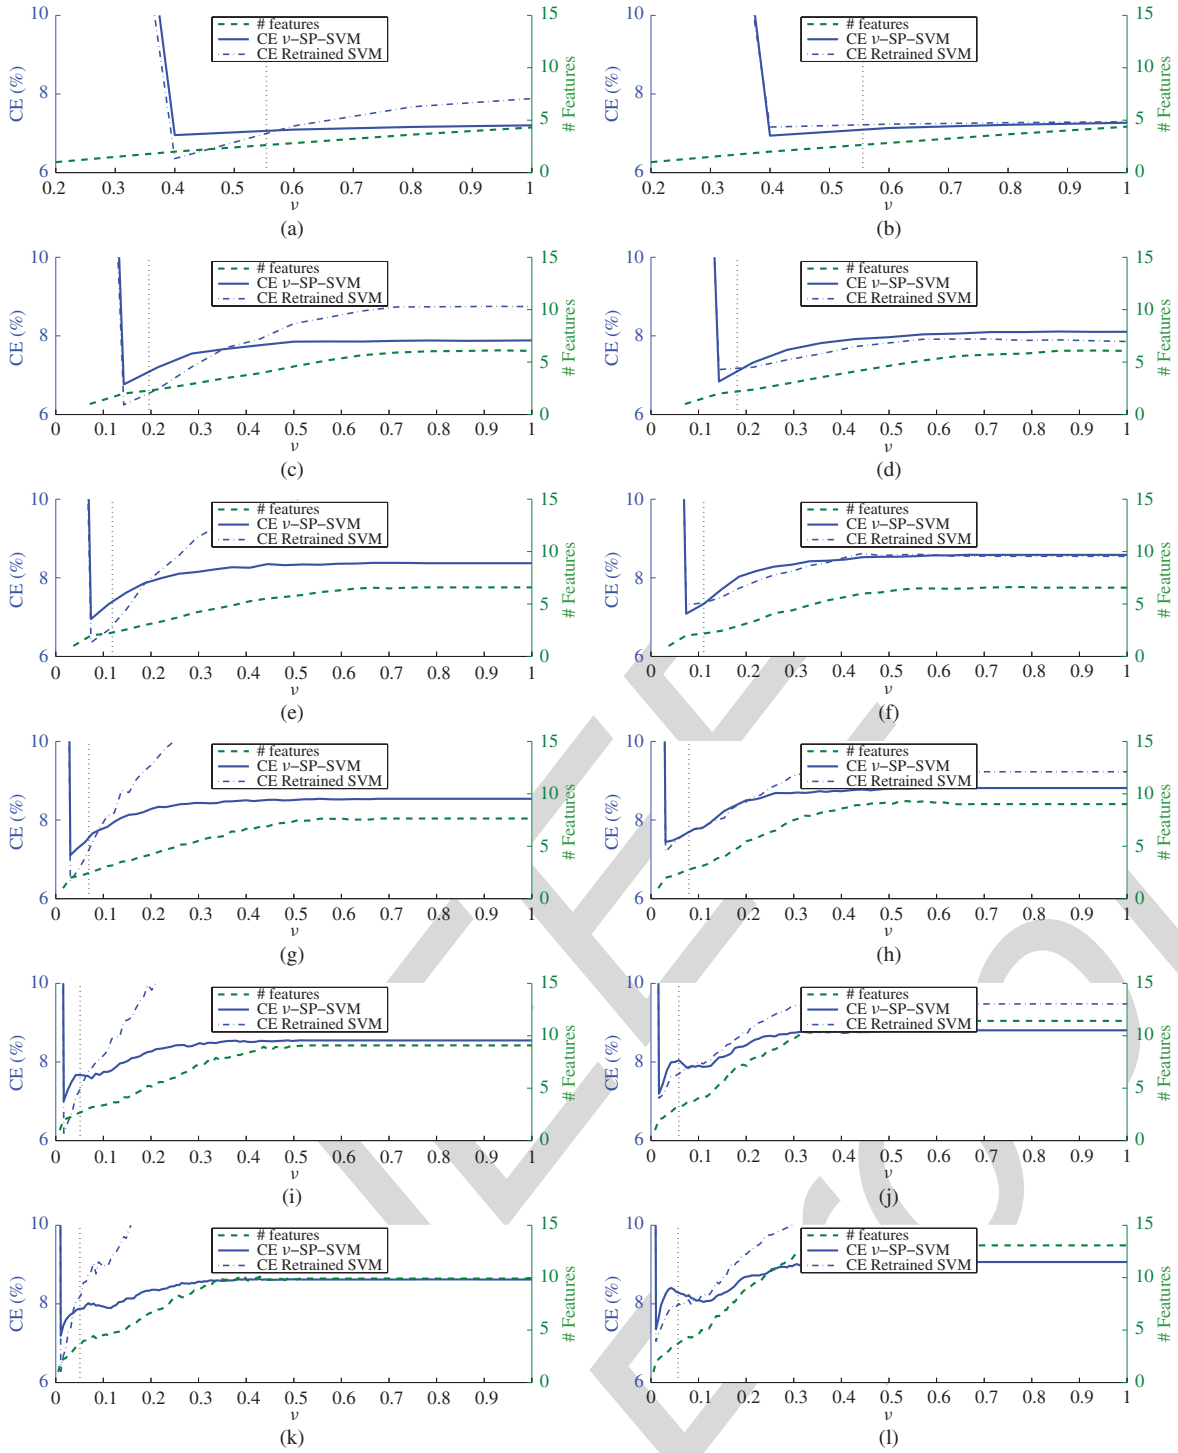 10
8
6
CE (%)
# features
CE ν−SP−SVM
CE Retrained SVM
15
10
5
0
# Features
0.2 0.3 0.4 0.5 0.6 0.7 0.8 0.9 1
ν
(a)
10
8
6
CE (%)
# features
CE ν−SP−SVM
CE Retrained SVM
15
10
5
0
# Features
0.2 0.3 0.4 0.5 0.6 0.7 0.8 0.9 1
ν
(b)
10
8
6
CE (%)
# features
CE ν−SP−SVM
CE Retrained SVM
15
10
5
0
# Features
0 0.1 0.2 0.3 0.4 0.5 0.6 0.7 0.8 0.9 1
ν
(c)
10
8
6
CE (%)
# features
CE ν−SP−SVM
CE Retrained SVM
15
10
5
0
# Features
0 0.1 0.2 0.3 0.4 0.5 0.6 0.7 0.8 0.9 1
ν
(d)
10
8
6
CE (%)
# features
CE ν−SP−SVM
CE Retrained SVM
15
10
5
0
# Features
0 0.1 0.2 0.3 0.4 0.5 0.6 0.7 0.8 0.9 1
ν
(e)
10
8
6
CE (%)
# features
CE ν−SP−SVM
CE Retrained SVM
15
10
5
0
# Features
0 0.1 0.2 0.3 0.4 0.5 0.6 0.7 0.8 0.9 1
ν
(f)
10
8
6
CE (%)
# features
CE ν−SP−SVM
CE Retrained SVM
15
10
5
0
# Features
0 0.1 0.2 0.3 0.4 0.5 0.6 0.7 0.8 0.9 1
ν
(g)
10
8
6
CE (%)
# features
CE ν−SP−SVM
CE Retrained SVM
15
10
5
0
# Features
0 0.1 0.2 0.3 0.4 0.5 0.6 0.7 0.8 0.9 1
ν
(h)
10
8
6
CE (%)
# features
CE ν−SP−SVM
CE Retrained SVM
15
10
5
0
# Features
0 0.1 0.2 0.3 0.4 0.5 0.6 0.7 0.8 0.9 1
ν
(i)
10
8
6
CE (%)
# features
CE ν−SP−SVM
CE Retrained SVM
15
10
5
0
# Features
0 0.1 0.2 0.3 0.4 0.5 0.6 0.7 0.8 0.9 1
ν
(j)
10
8
6
CE (%)
# features
CE ν−SP−SVM
CE Retrained SVM
15
10
5
0
# Features
0 0.1 0.2 0.3 0.4 0.5 0.6 0.7 0.8 0.9 1
ν
(k)
10
8
6
CE (%)
# features
CE ν−SP−SVM
CE Retrained SVM
15
10
5
0
# Features
0 0.1 0.2 0.3 0.4 0.5 0.6 0.7 0.8 0.9 1
ν
(l)